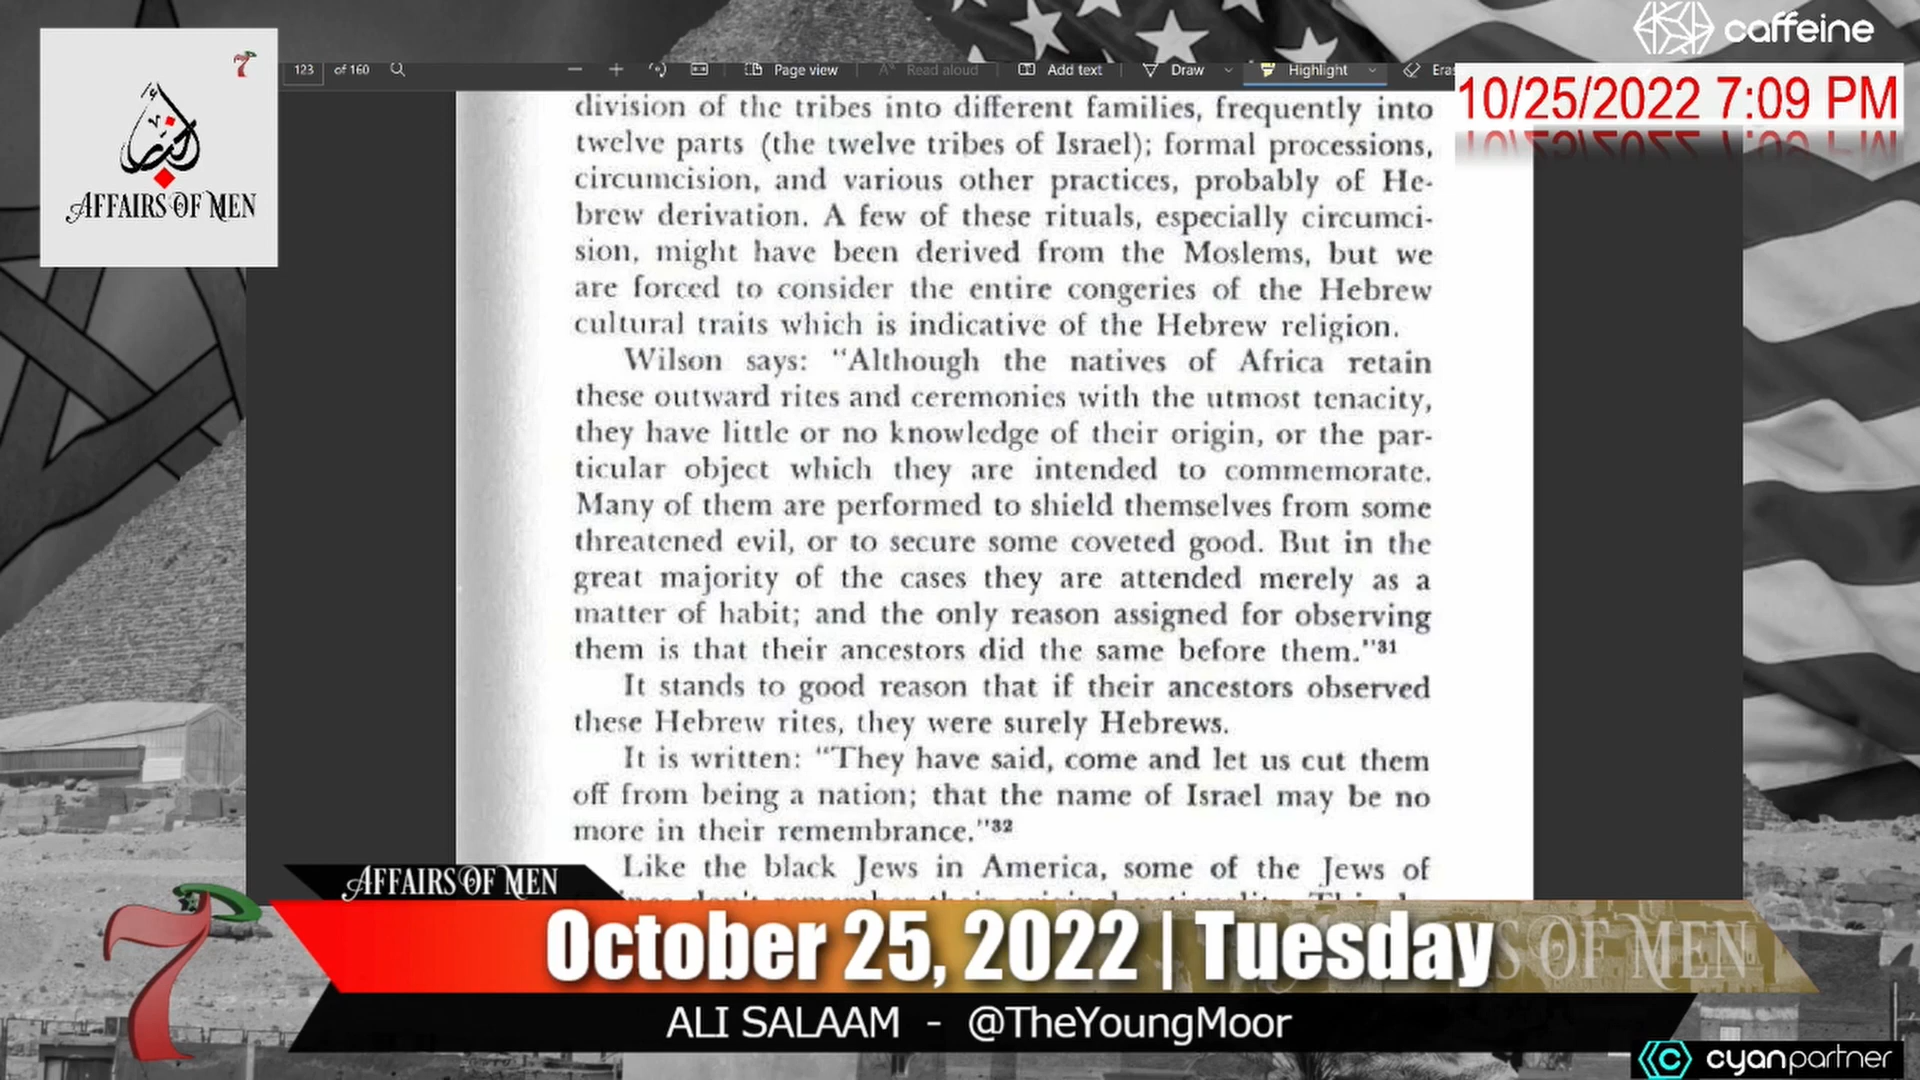 caffeine
7
AFFAIRS OF MEN
123 of 160 Page view Read aloud Add text Draw Highlight
10/25/2022 7:09 PM
division of the tribes into different families, frequently into
twelve parts (the twelve tribes of Israel); formal processions,
circumcision, and various other practices, probably of He-
brew derivation. A few of these rituals, especially circumci-
sion, might have been derived from the Moslems, but we
are forced to consider the entire congeries of the Hebrew
cultural traits which is indicative of the Hebrew religion.
Wilson says: "Although the natives of Africa retain
these outward rites and ceremonies with the utmost tenacity,
they have little or no knowledge of their origin, or the par-
ticular object which they are intended to commemorate.
Many of them are performed to shield themselves from some
threatened evil, or to secure some coveted good. But in the
great majority of the cases they are attended merely as a
matter of habit; and the only reason assigned for observing
them is that their ancestors did the same before them."31
It stands to good reason that if their ancestors observed
these Hebrew rites, they were surely Hebrews.
It is written: "They have said, come and let us cut them
off from being a nation; that the name of Israel may be no
more in their remembrance."32
Like the black Jews in America, some of the Jews of
AFFAIRS OF MEN
7
October 25, 2022 | Tuesday
S OF MEN
ALI SALAAM - @TheYoungMoor
cyanpartner